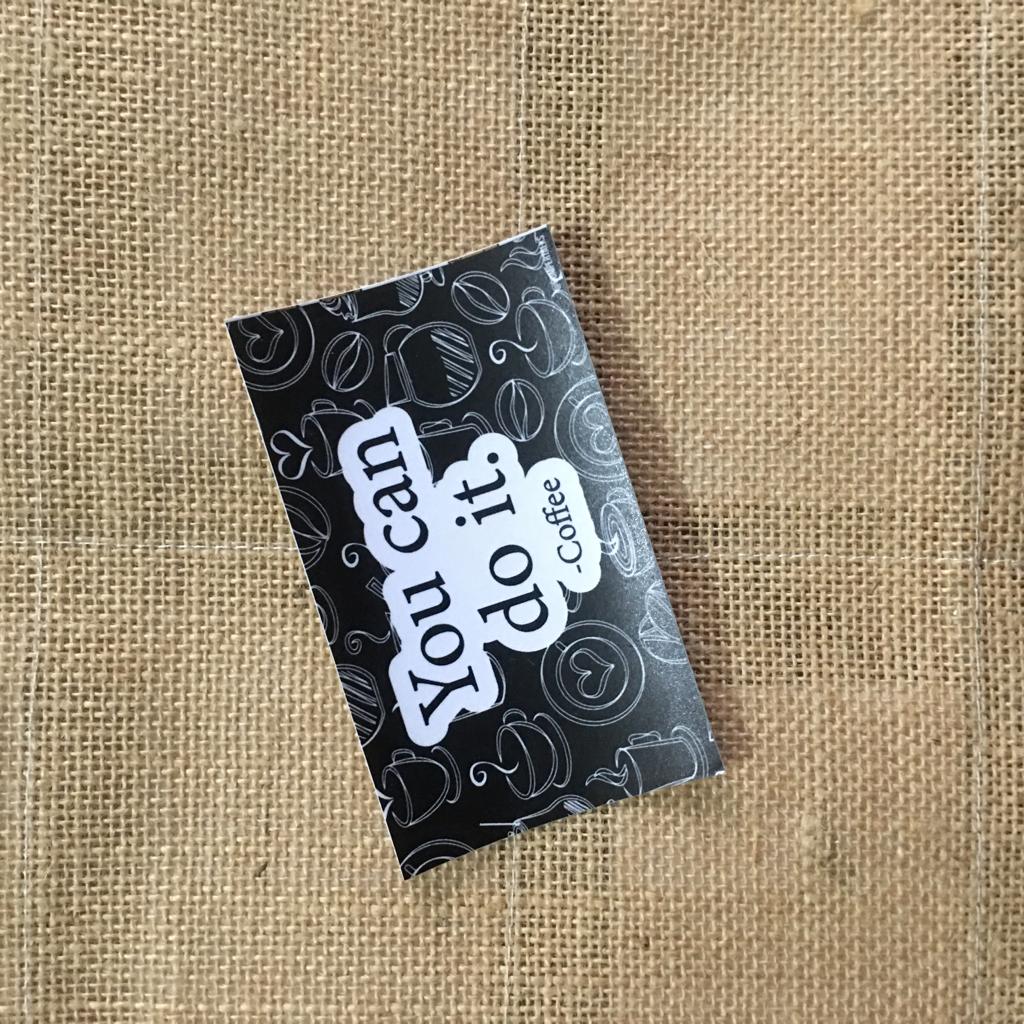 You can
do it.
-Coffee